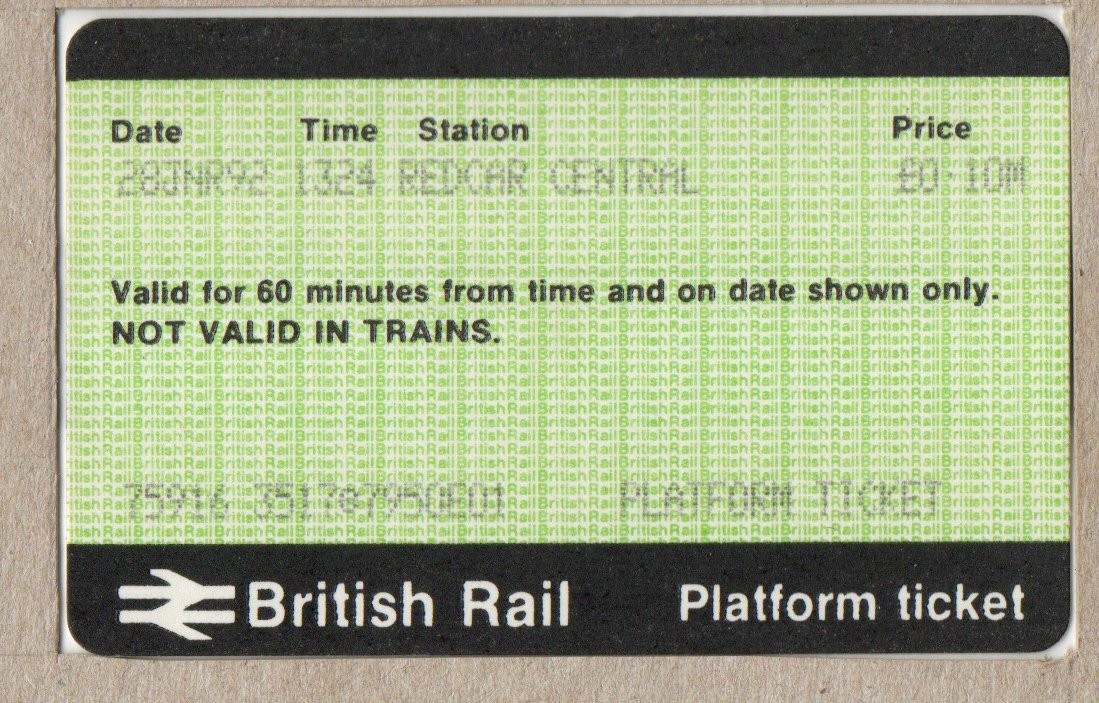 Date Time Station Price
28JNR92 1324 REDCAR CENTRAL £0·10M
Valid for 60 minutes from time and on date shown only.
NOT VALID IN TRAINS.
75916
PLATFORM TICKET
British Rail Platform ticket